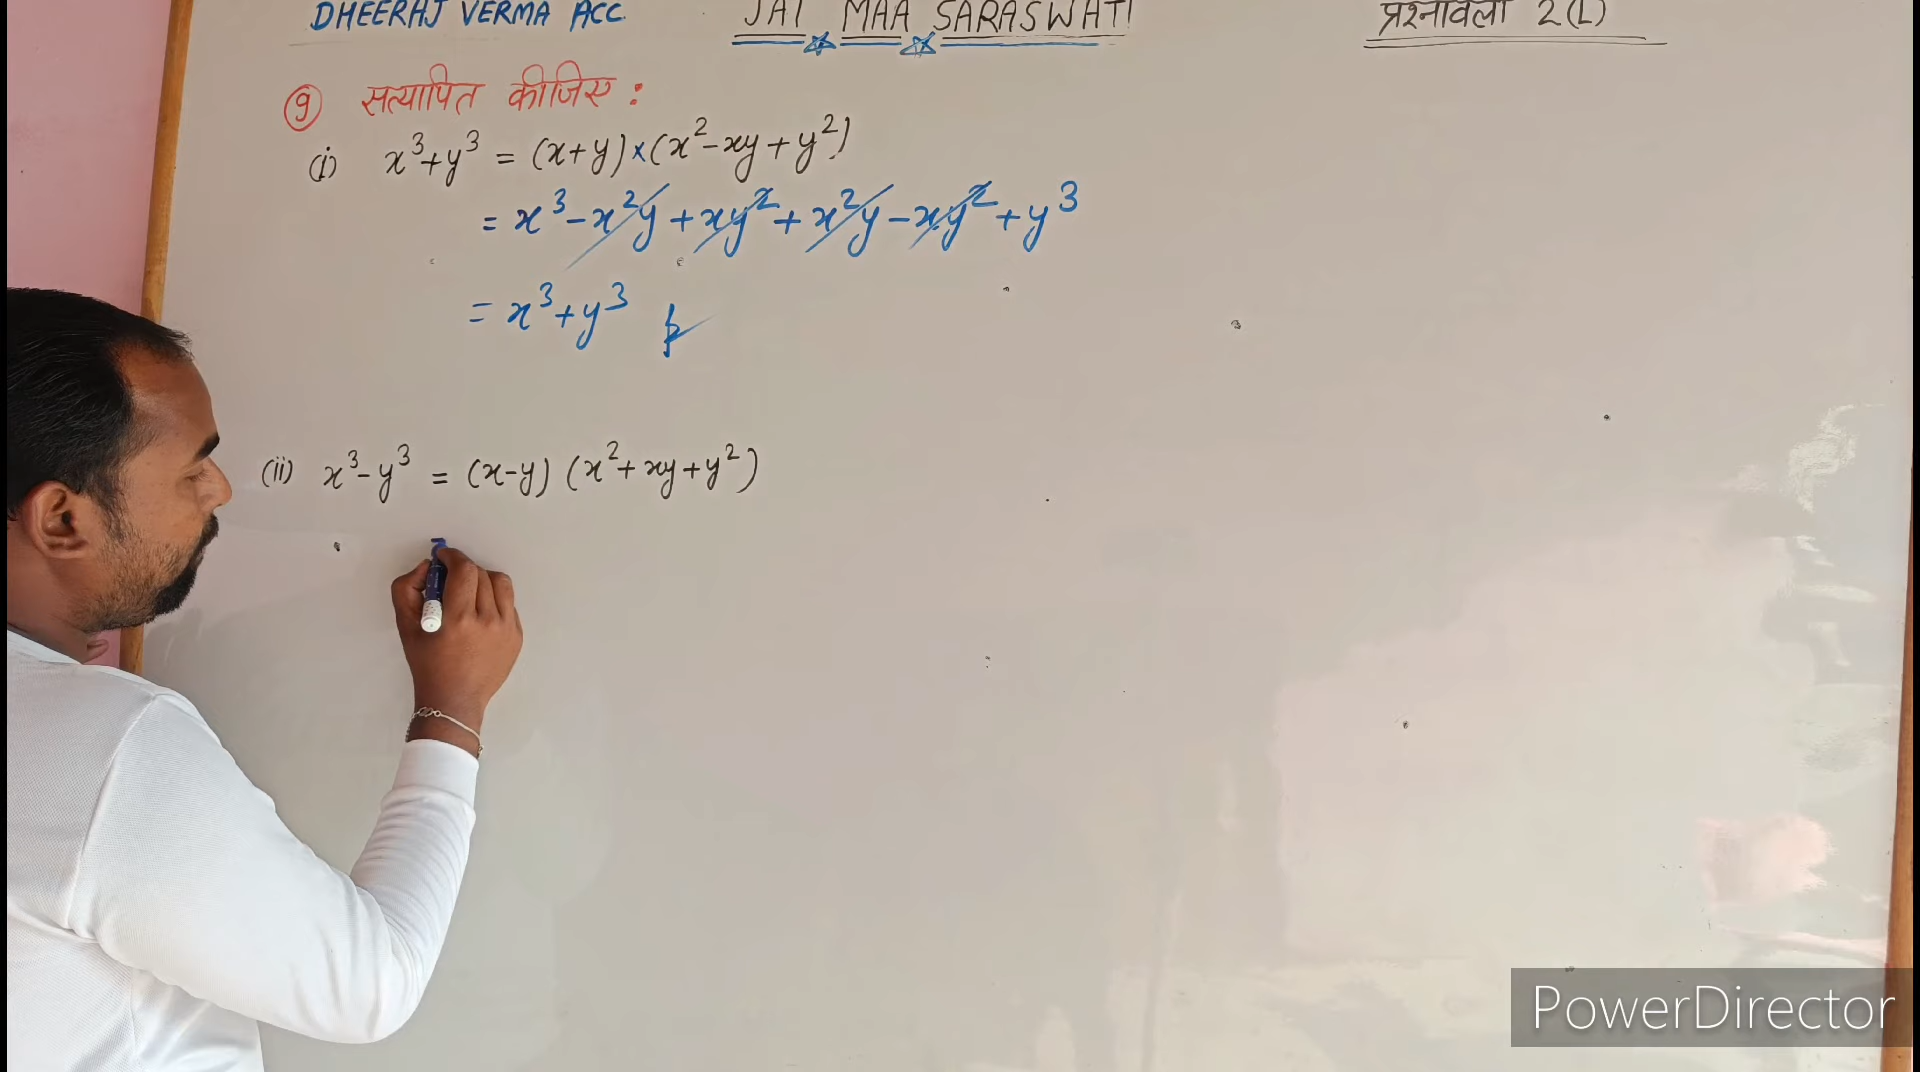 DHEERAJ VERMA ACC. JAI MAA SARASWATI प्रश्नावली 2(L)
९ सत्यापित कीजिए :
(i) x³+y³ = (x+y)×(x²-xy+y²)
= x³-x²y+xy²+x²y-xy²+y³
= x³+y³
(ii) x³-y³ = (x-y) (x²+xy+y²)
PowerDirector